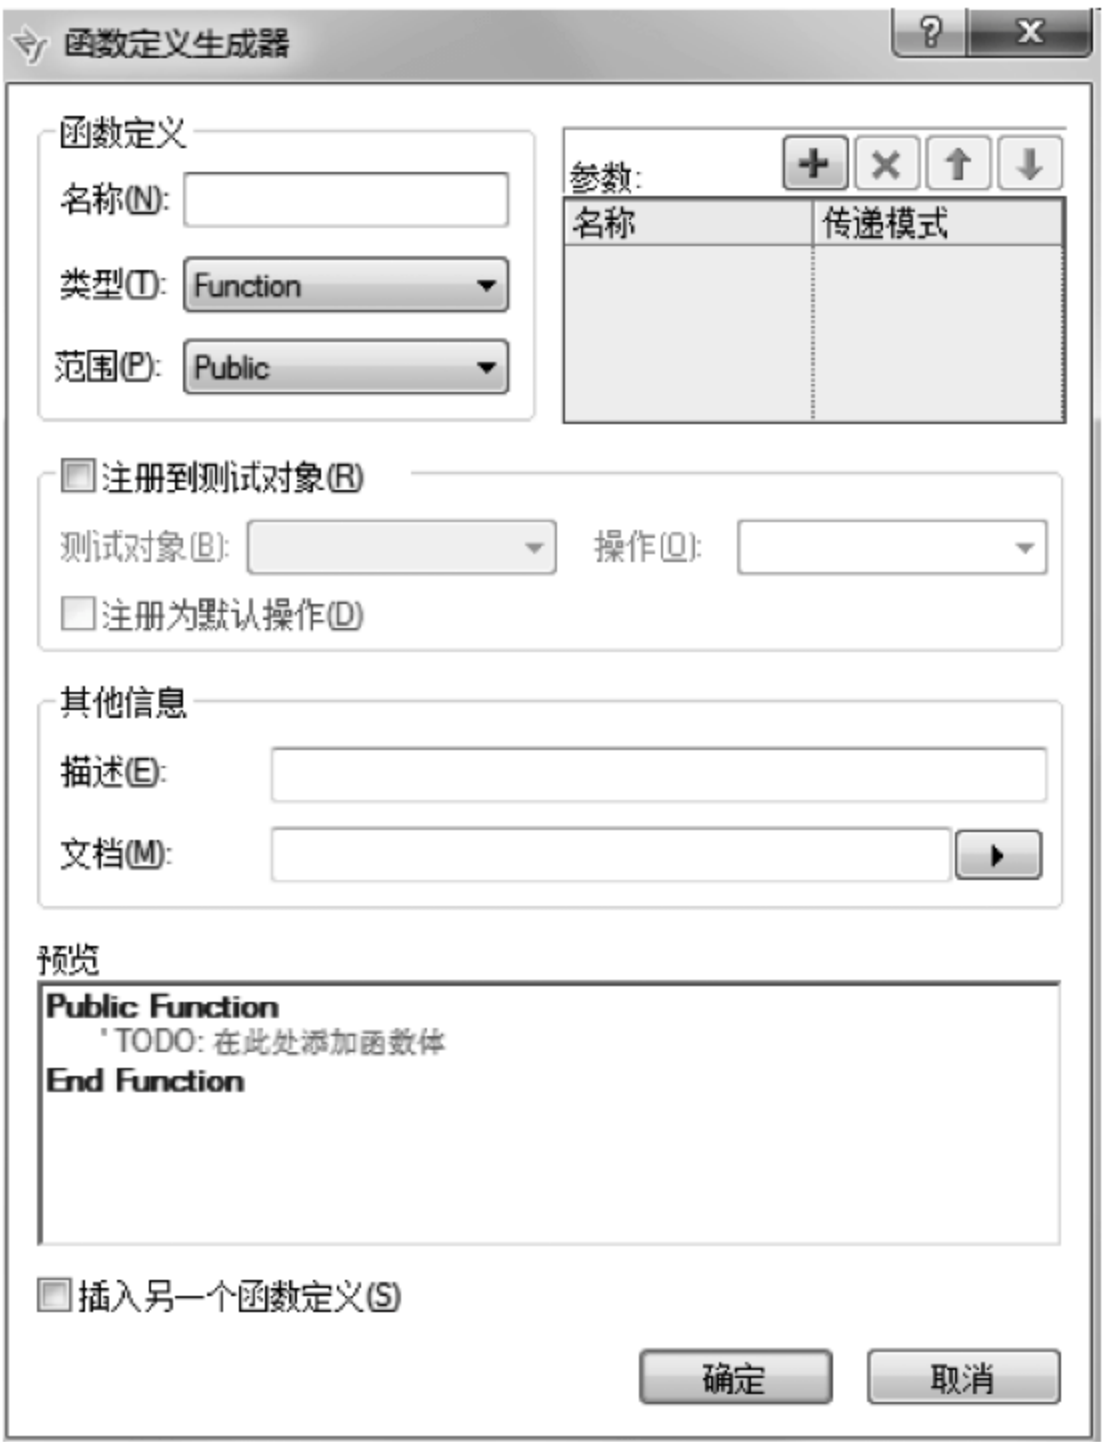 函数定义生成器
函数定义
名称(N):
类型(T): Function
范围(P): Public
参数:
名称 传递模式
注册到测试对象(R)
测试对象(B): 操作(O):
注册为默认操作(D)
其他信息
描述(E):
文档(M):
预览
Public Function
' TODO: 在此处添加函数体
End Function
插入另一个函数定义(S)
确定 取消